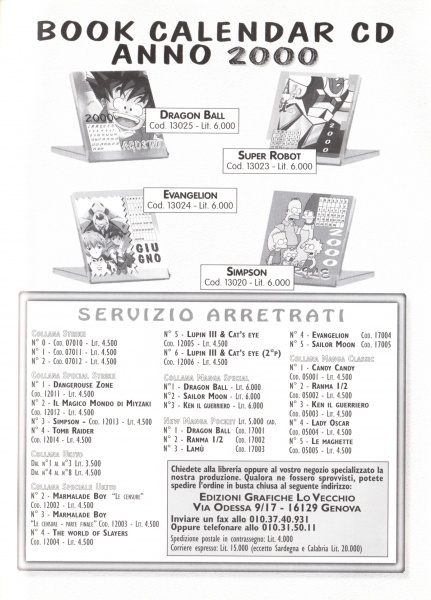 BOOK CALENDAR CD
ANNO 2000
2000
AGOSTO
DRAGON BALL
Cod. 13025 - Lit. 6.000
2000
SUPER ROBOT
Cod. 13023 - Lit. 6.000
EVANGELION
Cod. 13024 - Lit. 6.000
GIU
GNO
2000
SIMPSON
Cod. 13020 - Lit. 6.000
SERVIZIO ARRETRATI
COLLANA STRIKE
N° 0 - COD. 07010 - LIT. 4.500
N° 1 - COD. 07011 - LIT. 4.500
N° 2 - COD. 07012 - LIT. 4.500
COLLANA SPECIAL STRIKE
N° 1 - DANGEROUSE ZONE
COD. 12011 - LIT. 4.500
N° 2 - IL MAGICO MONDO DI MIYZAKI
COD. 12012 - LIT. 4.500
N° 3 - SIMPSON - COD. 12013 - LIT. 4.500
N° 4 - TOMB RAIDER
COD. 12014 - LIT. 4.500
DAL N°1 AL N°3 LIT. 3.500
DAL N°4 AL N°8 LIT. 4.500
N° 2 - MARMALADE BOY "LE CENSURE"
COD. 12002 - LIT. 4.500
N° 3 - MARMALADE BOY
"LE CENSURE - PARTE FINALE" COD. 12003 - LIT. 4.500
N° 4 - THE WORLD OF SLAYERS
COD. 12004 - LIT. 4.500
N° 5 - LUPIN III & CAT'S EYE
COD. 12005 - LIT. 4.500
N° 6 - LUPIN III & CAT'S EYE (2°P)
COD. 12006 - LIT. 4.500
COLLANA MANGA SPECIAL
N°1 - DRAGON BALL - LIT. 6.000
N°2 - SAILOR MOON - LIT. 6.000
N°3 - KEN IL GUERRIERO - LIT. 6.000
NEW MANGA POCKET LIT. 5.000 CAD.
N° 1 - DRAGON BALL COD. 17001
N° 2 - RANMA 1/2 COD. 17002
N° 3 - LAMÙ COD. 17003
N° 4 - EVANGELION COD. 17004
N° 5 - SAILOR MOON COD. 17005
COLLANA MANGA CLASSIC
N° 1 - CANDY CANDY
COD. 05001 - LIT. 4.500
N° 2 - RANMA 1/2
COD. 05002 - LIT. 4.500
N° 3 - KEN IL GUERRIERO
COD. 05003 - LIT. 4.500
N° 4 - LADY OSCAR
COD. 05004 - LIT. 4.500
N° 5 - LE MAGHETTE
COD. 05005 - LIT. 4.500
Chiedete alla libreria oppure al vostro negozio specializzato la
nostra produzione. Qualora ne fossero sprovvisti, potete
spedire l'ordine in busta chiusa al seguente indirizzo:
EDIZIONI GRAFICHE LO VECCHIO
VIA ODESSA 9/17 - 16129 GENOVA
Inviare un fax allo 010.37.40.931
Oppure telefonare allo 010.31.50.11
Spedizione postale in contrassegno: Lit. 4.000
Corriere espresso: Lit. 15.000 (eccetto Sardegna e Calabria Lit. 20.000)